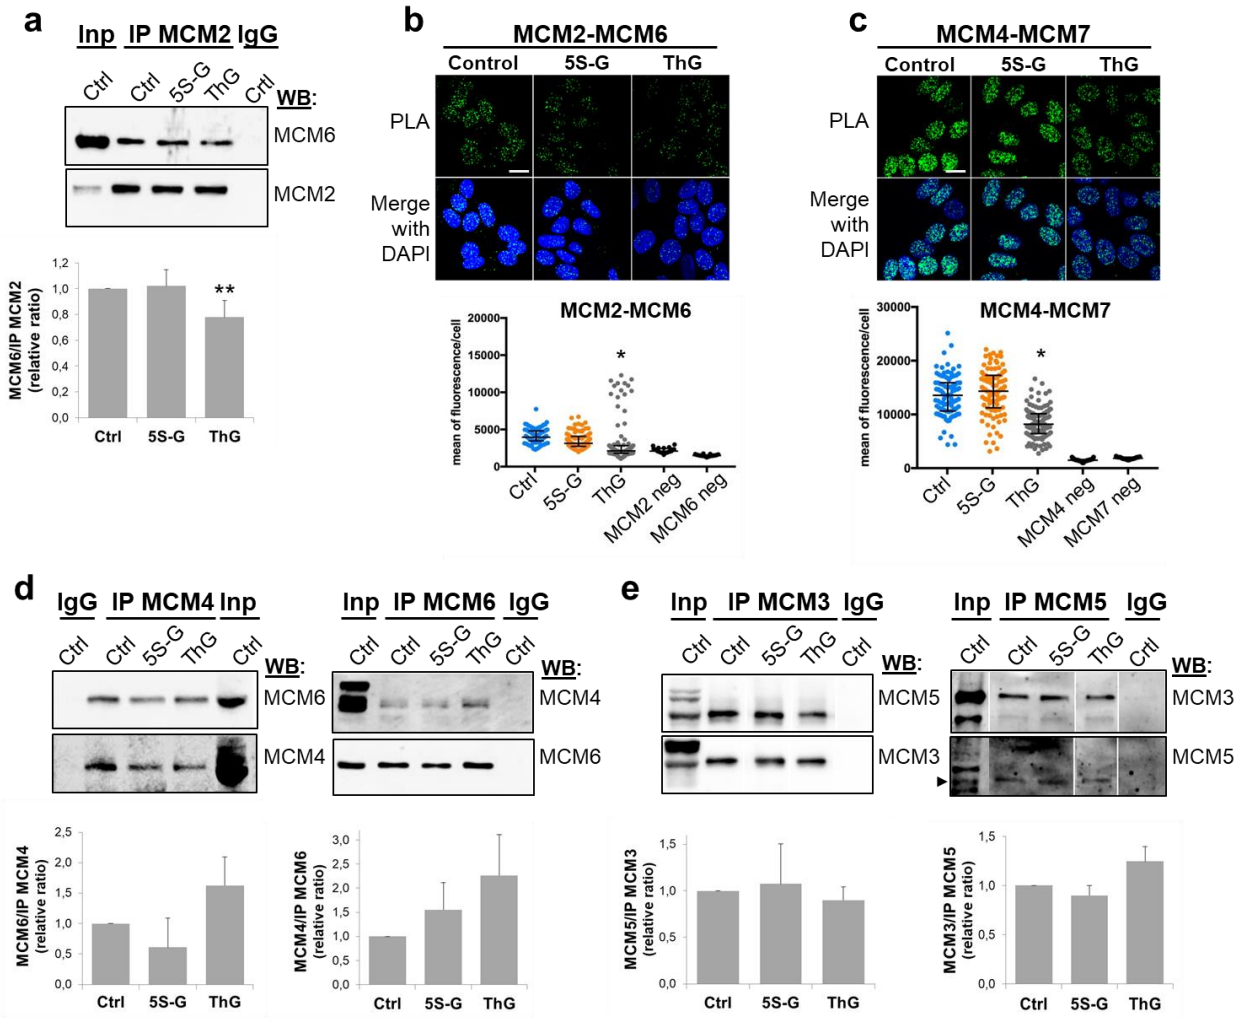 a
Inp IP MCM2 IgG
Ctrl Ctrl 5S-G ThG Crtl
WB:
MCM6
MCM2
1,2
1,0
0,8
0,6
0,4
0,2
0,0
MCM6/IP MCM2
(relative ratio)
**
Ctrl 5S-G ThG
b
MCM2-MCM6
Control 5S-G ThG
PLA
Merge
with
DAPI
MCM2-MCM6
20000
15000
10000
5000
0
mean of fluorescence/cell
*
Ctrl 5S-G ThG MCM2 neg MCM6 neg
c
MCM4-MCM7
Control 5S-G ThG
PLA
Merge
with
DAPI
MCM4-MCM7
30000
20000
10000
0
mean of fluorescence/cell
*
Ctrl 5S-G ThG MCM4 neg MCM7 neg
d
IgG IP MCM4 Inp
Ctrl Ctrl 5S-G ThG Ctrl
WB:
MCM6
MCM4
2,5
2,0
1,5
1,0
0,5
0,0
MCM6/IP MCM4
(relative ratio)
Ctrl 5S-G ThG
Inp IP MCM6 IgG
Ctrl Ctrl 5S-G ThG Ctrl
WB:
MCM4
MCM6
3,0
2,5
2,0
1,5
1,0
0,5
0,0
MCM4/IP MCM6
(relative ratio)
Ctrl 5S-G ThG
e
Inp IP MCM3 IgG
Ctrl Ctrl 5S-G ThG Ctrl
WB:
MCM5
MCM3
1,5
1,0
0,5
0,0
MCM5/IP MCM3
(relative ratio)
Ctrl 5S-G ThG
Inp IP MCM5 IgG
Ctrl Ctrl 5S-G ThG Crtl
WB:
MCM3
MCM5
1,5
1,0
0,5
0,0
MCM3/IP MCM5
(relative ratio)
Ctrl 5S-G ThG